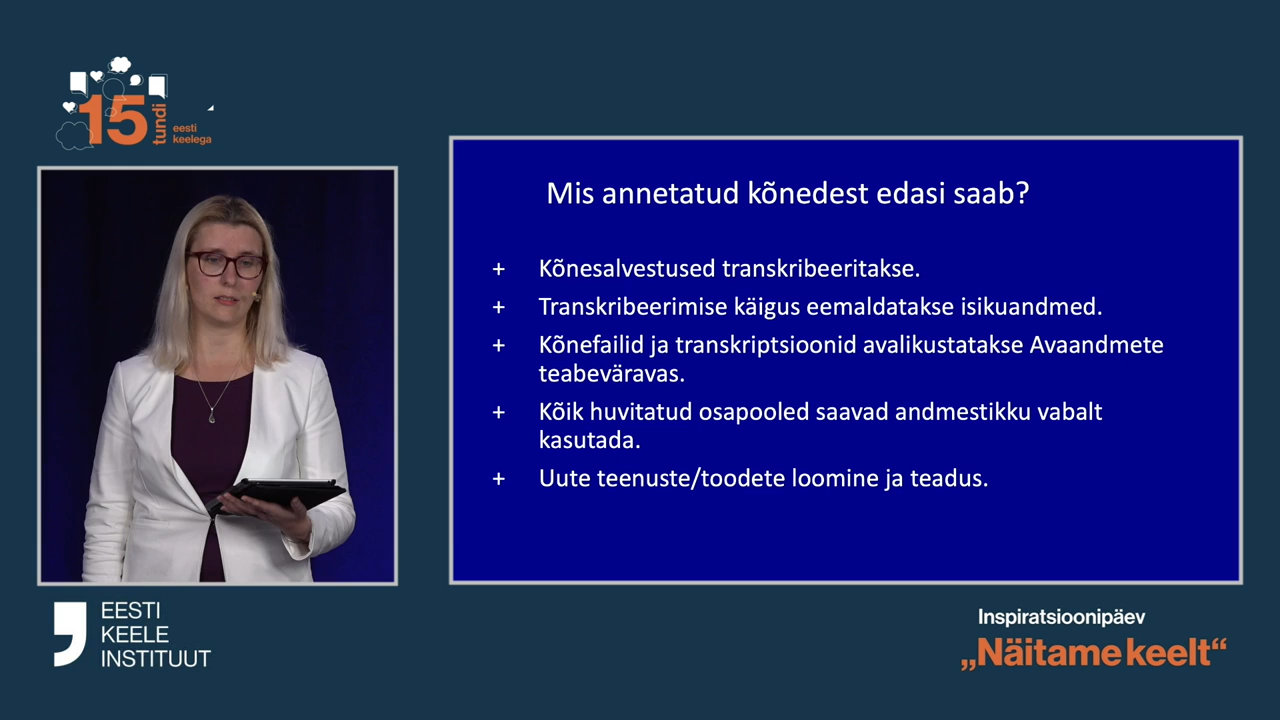 15
tundi
eesti
keelega
Mis annetatud kõnedest edasi saab?
+ Kõnesalvestused transkribeeritakse.
+ Transkribeerimise käigus eemaldatakse isikuandmed.
+ Kõnefailid ja transkriptsioonid avalikustatakse Avaandmete
teabeväravas.
+ Kõik huvitatud osapooled saavad andmestikku vabalt
kasutada.
+ Uute teenuste/toodete loomine ja teadus.
EESTI
KEELE
INSTITUUT
Inspiratsioonipäev
„Näitame keelt“